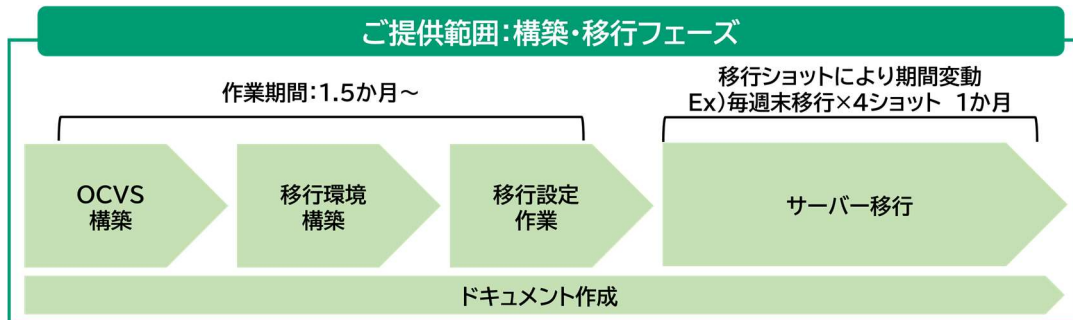 ご提供範囲:構築・移行フェーズ
作業期間:1.5か月～
移行ショットにより期間変動
Ex)毎週末移行×4ショット 1か月
OCVS
構築
移行環境
構築
移行設定
作業
サーバー移行
ドキュメント作成